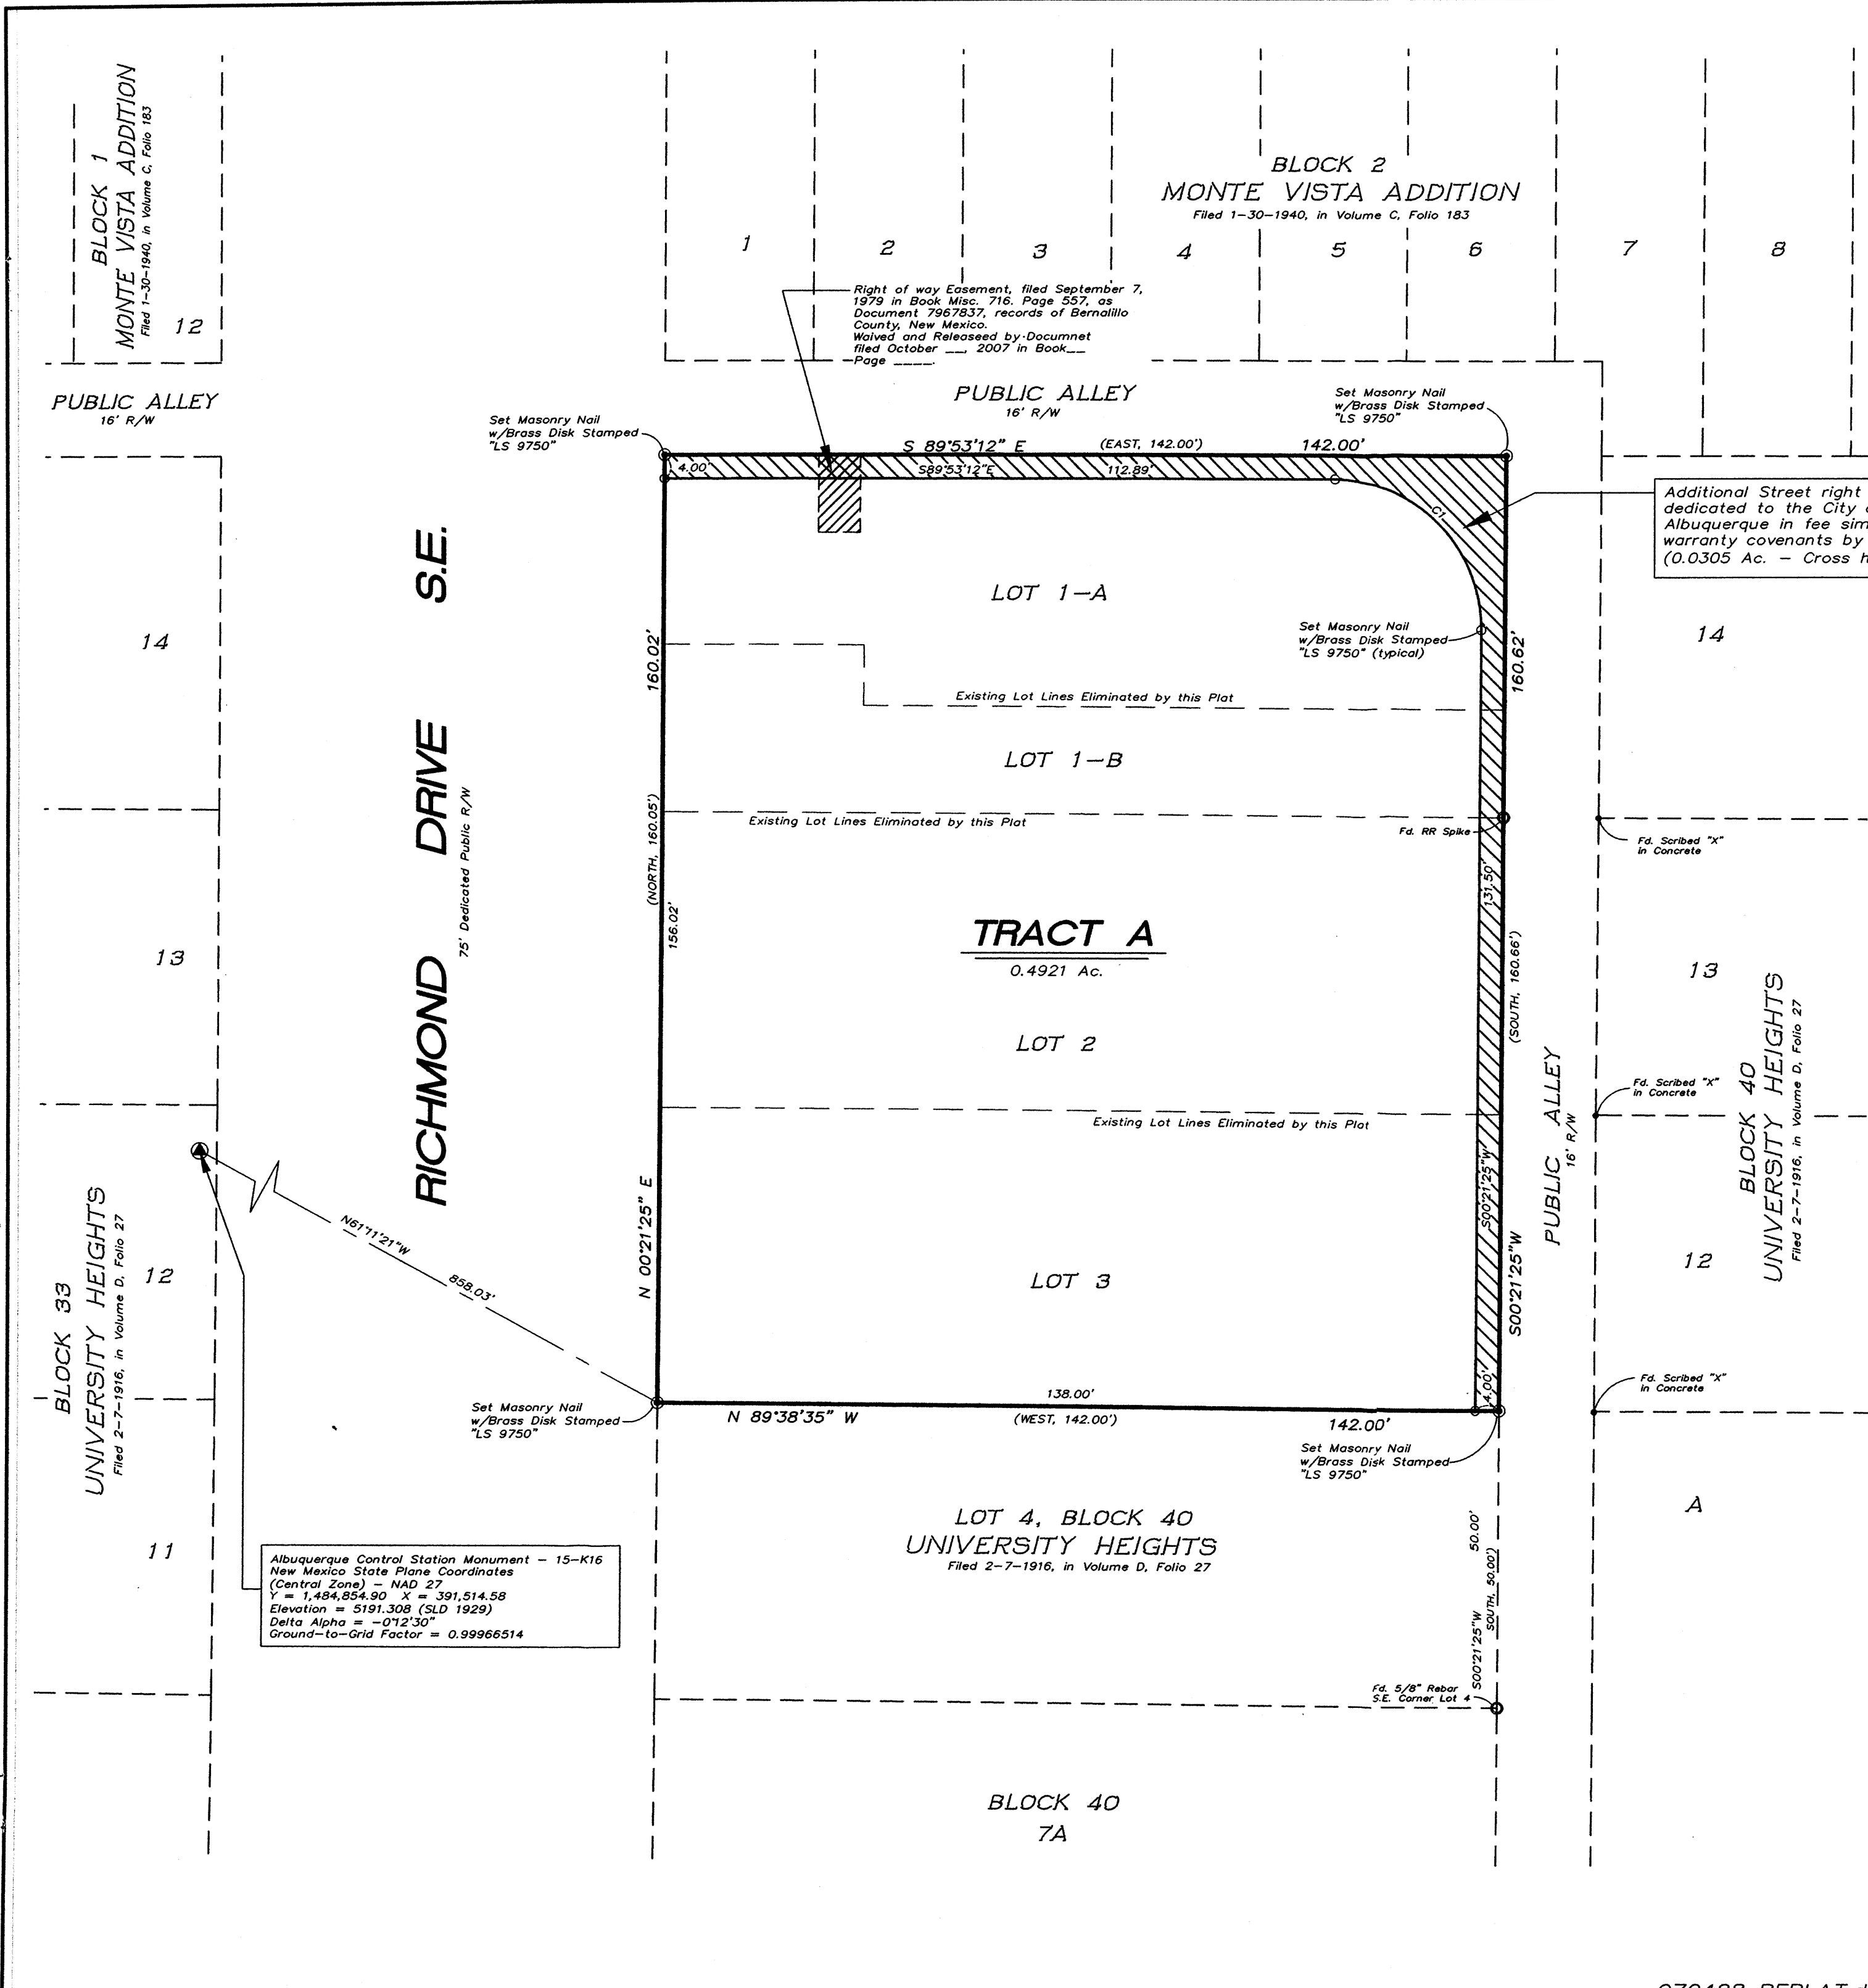 BLOCK 1
MONTE VISTA ADDITION
Filed 1-30-1940, in Volume C, Folio 183
12
BLOCK 2
MONTE VISTA ADDITION
Filed 1-30-1940, in Volume C, Folio 183
1
2
3
4
5
6
7
8
Right of way Easement, filed September 7,
1979 in Book Misc. 716. Page 557, as
Document 7967837, records of Bernalillo
County, New Mexico.
Waived and Releaseed by Documnet
filed October __, 2007 in Book__
Page ____.
PUBLIC ALLEY
16' R/W
PUBLIC ALLEY
16' R/W
Set Masonry Nail
w/Brass Disk Stamped
"LS 9750"
Set Masonry Nail
w/Brass Disk Stamped
"LS 9750"
S 89°53'12" E
(EAST, 142.00')
142.00'
4.00'
S89°53'12"E
112.89'
C1
Additional Street right
dedicated to the City
Albuquerque in fee
warranty covenants by
(0.0305 Ac. - Cross
RICHMOND DRIVE S.E.
75' Dedicated Public R/W
LOT 1-A
Set Masonry Nail
w/Brass Disk Stamped
"LS 9750" (typical)
160.02'
160.62'
14
14
Existing Lot Lines Eliminated by this Plat
LOT 1-B
Existing Lot Lines Eliminated by this Plat
Fd. RR Spike
Fd. Scribed "X"
in Concrete
(NORTH, 160.05')
156.02'
131.50'
(SOUTH, 160.66')
TRACT A
0.4921 Ac.
13
13
LOT 2
Existing Lot Lines Eliminated by this Plat
Fd. Scribed "X"
in Concrete
PUBLIC ALLEY
16' R/W
BLOCK 40
UNIVERSITY HEIGHTS
Filed 2-7-1916, in Volume D, Folio 27
N61°11'21"W
858.03'
N 00°21'25" E
S00°21'25"W
S00°21'25"W
LOT 3
12
12
BLOCK 33
UNIVERSITY HEIGHTS
Filed 2-7-1916, in Volume D, Folio 27
138.00'
4.00'
N 89°38'35" W
(WEST, 142.00')
142.00'
Set Masonry Nail
w/Brass Disk Stamped
"LS 9750"
Set Masonry Nail
w/Brass Disk Stamped
"LS 9750"
Fd. Scribed "X"
in Concrete
A
11
LOT 4, BLOCK 40
UNIVERSITY HEIGHTS
Filed 2-7-1916, in Volume D, Folio 27
50.00'
SOUTH, 50.00')
S00°21'25"W
Albuquerque Control Station Monument - 15-K16
New Mexico State Plane Coordinates
(Central Zone) - NAD 27
Y = 1,484,854.90 X = 391,514.58
Elevation = 5191.308 (SLD 1929)
Delta Alpha = -0°12'30"
Ground-to-Grid Factor = 0.99966514
Fd. 5/8" Rebar
S.E. Corner Lot 4
BLOCK 40
7A